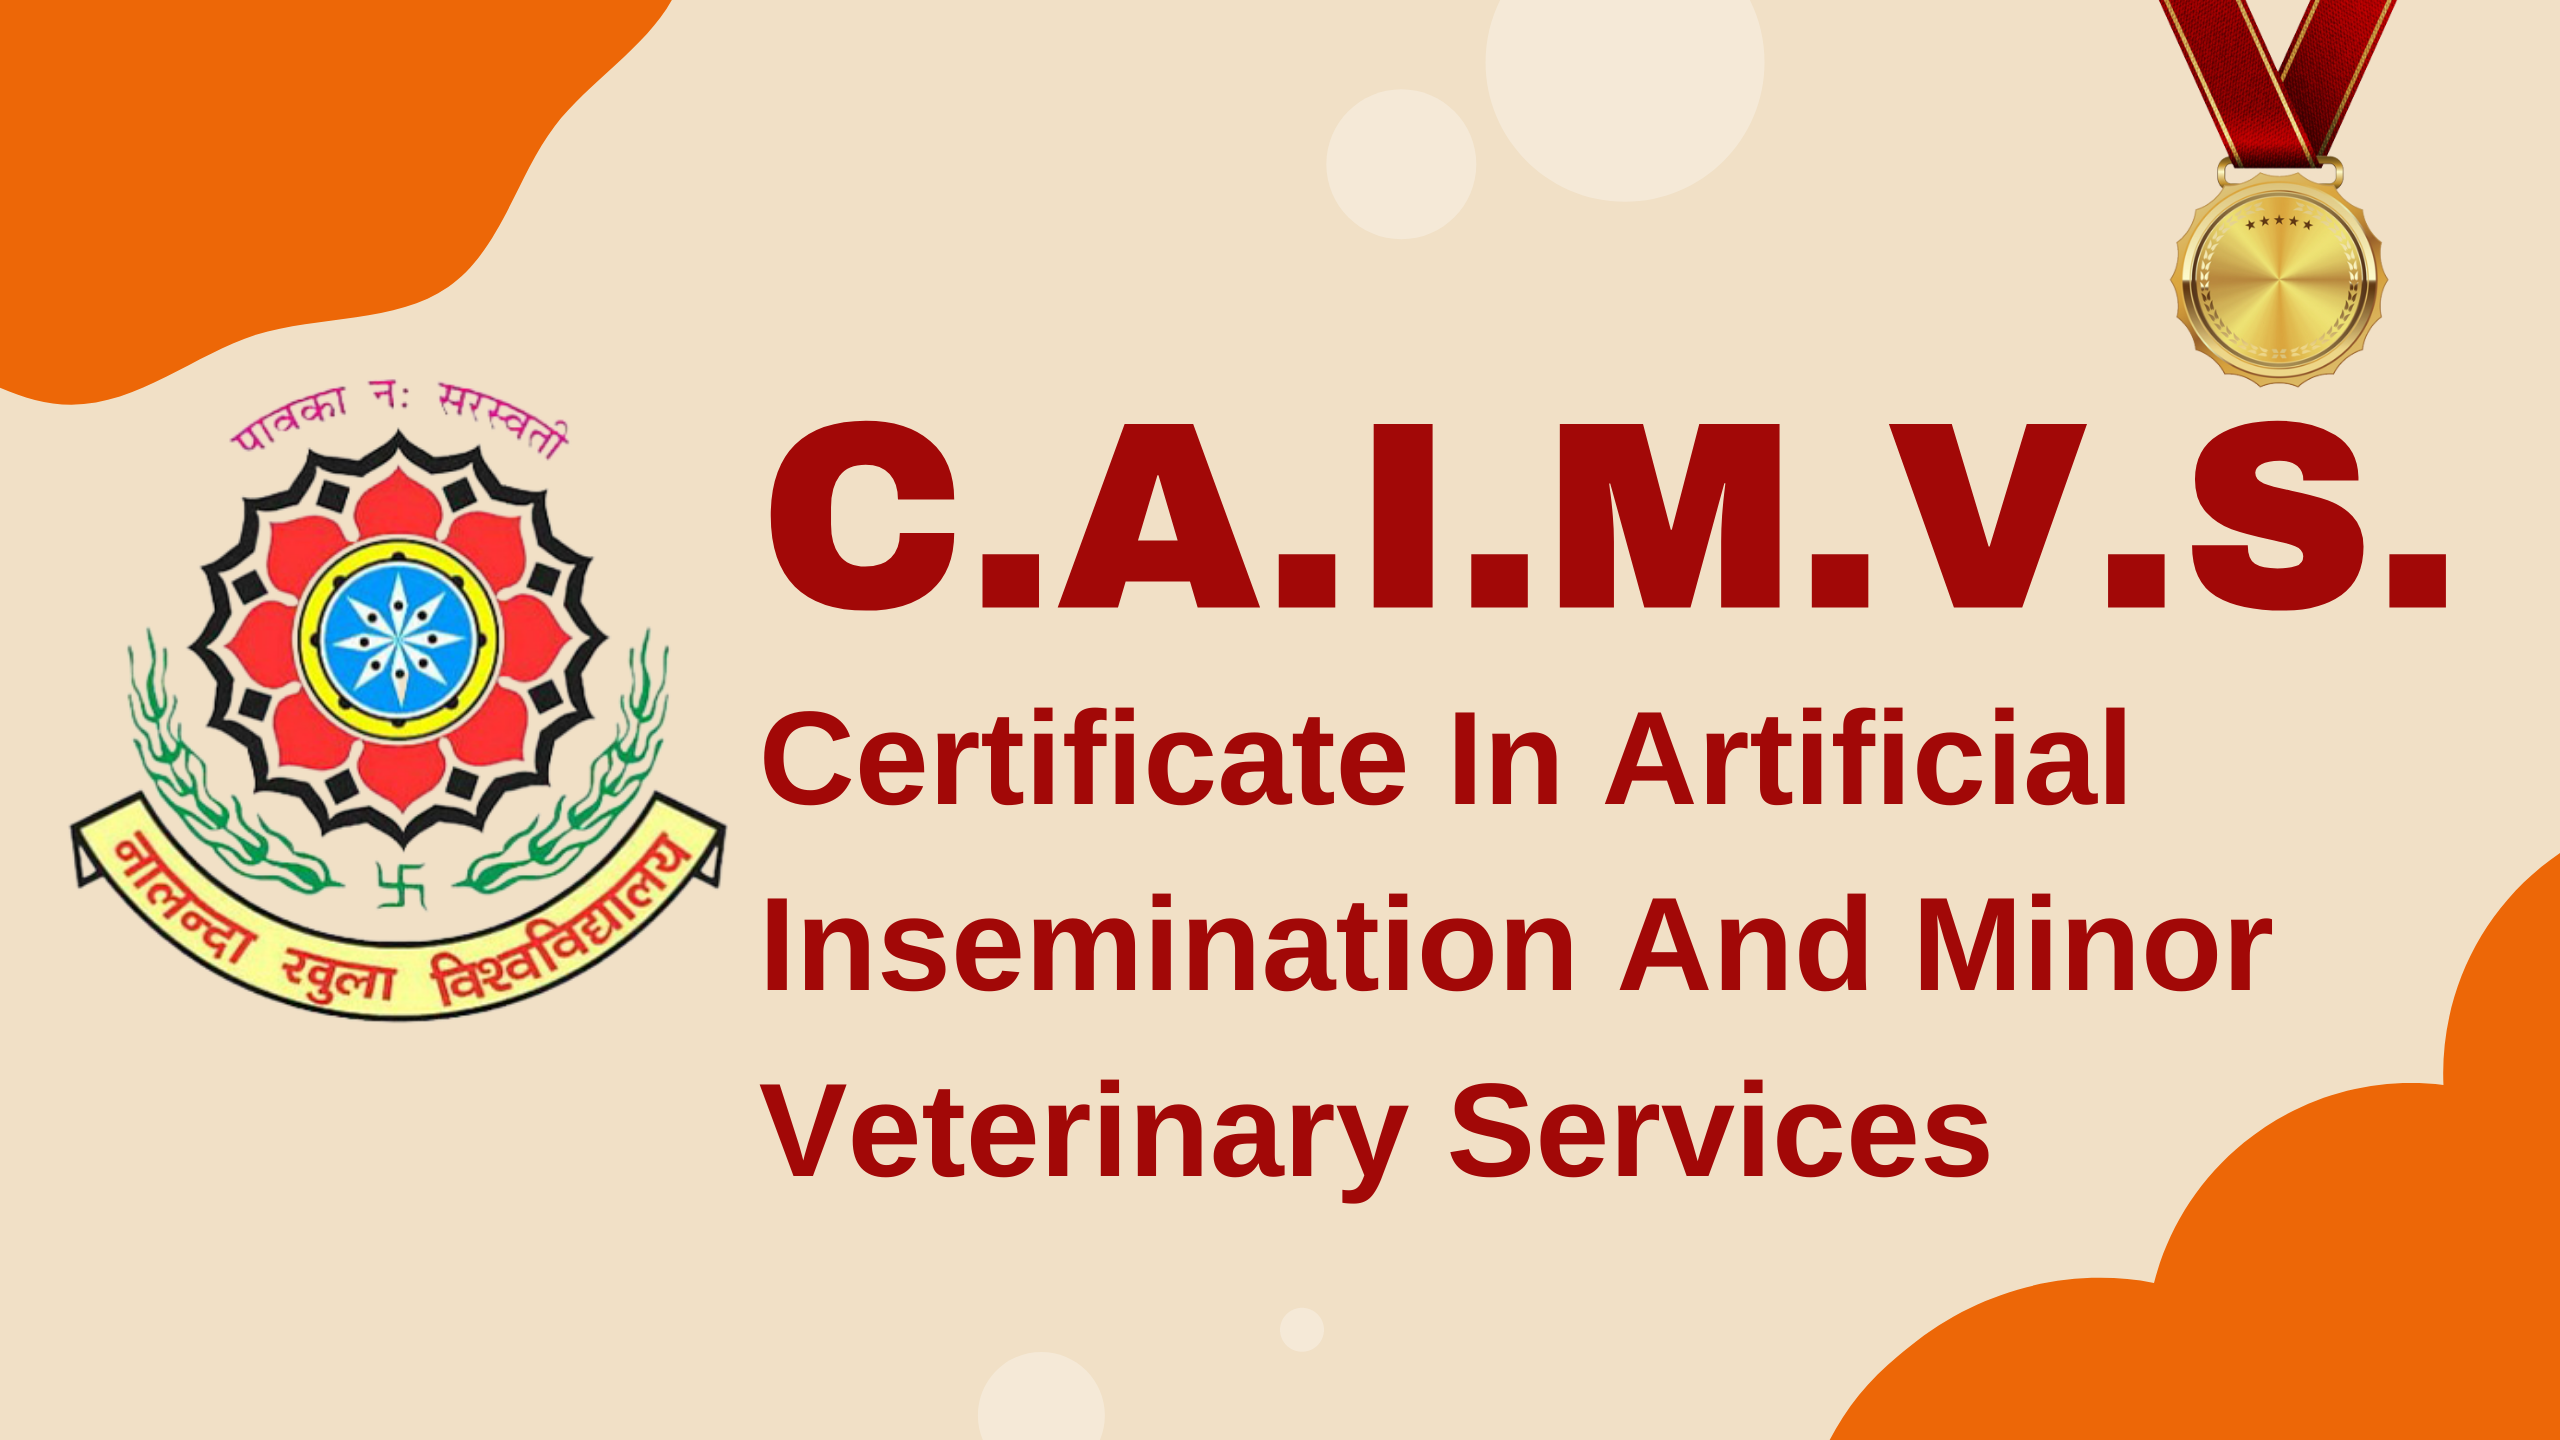 पावका नः सरस्वती
नालन्दा खुला विश्वविद्यालय
C.A.I.M.V.S.
Certificate In Artificial
Insemination And Minor
Veterinary Services